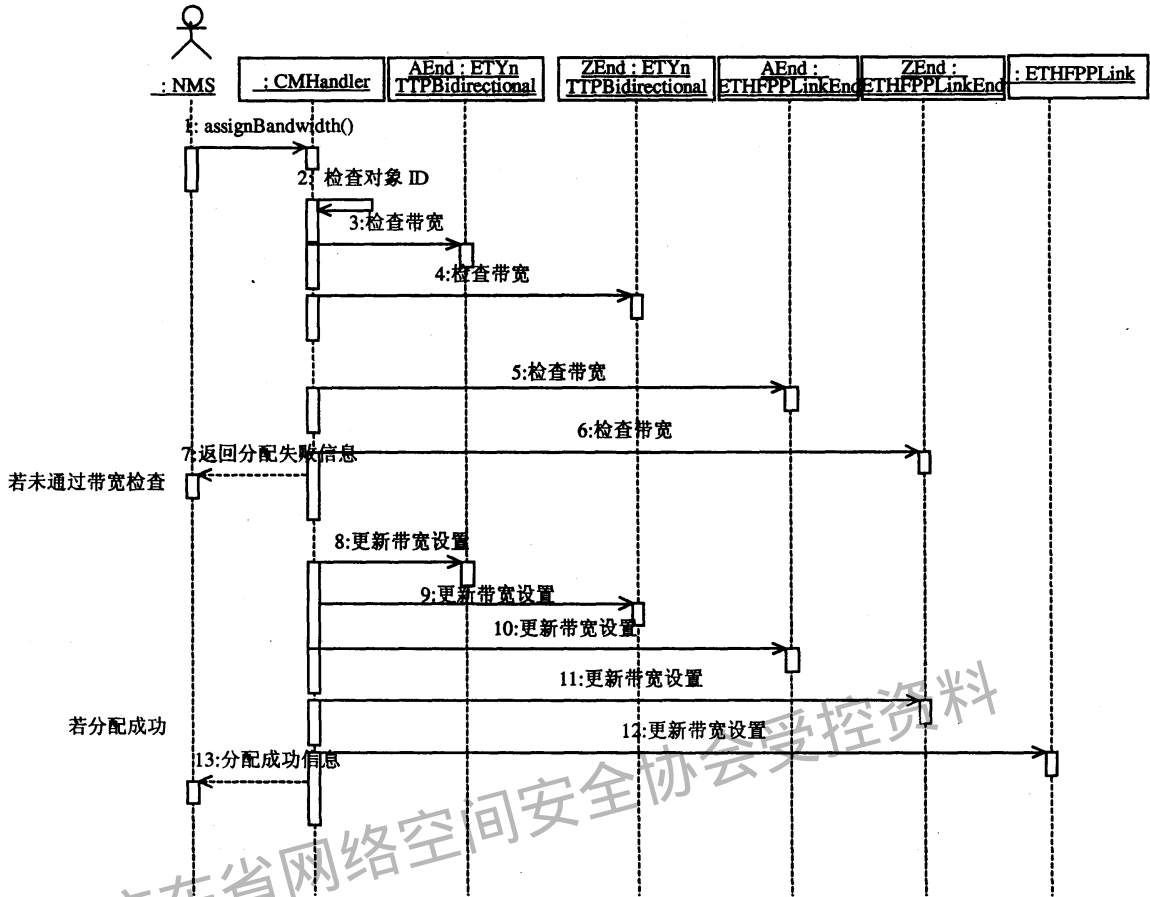 : NMS
: CMHandler
AEnd : ETYn
TTPBidirectional
ZEnd : ETYn
TTPBidirectional
AEnd :
ETHFPPLinkEnd
ZEnd :
ETHFPPLinkEnd
: ETHFPPLink
1: assignBandwidth()
2: 检查对象 ID
3:检查带宽
4:检查带宽
5:检查带宽
6:检查带宽
7:返回分配失败信息
若未通过带宽检查
8:更新带宽设置
9:更新带宽设置
10:更新带宽设置
11:更新带宽设置
若分配成功
12:更新带宽设置
13:分配成功信息
省网络空间安全协会受控资料